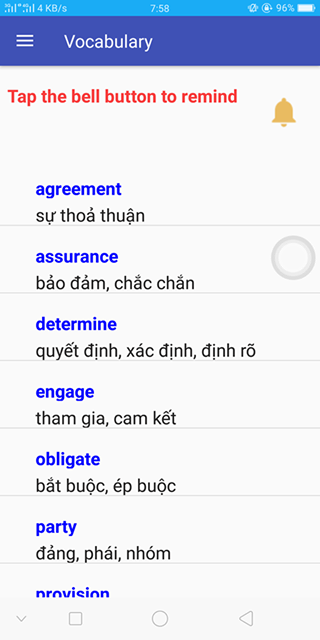 4 KB/s 7:58 96%
Vocabulary
Tap the bell button to remind
agreement
sự thoả thuận
assurance
bảo đảm, chắc chắn
determine
quyết định, xác định, định rõ
engage
tham gia, cam kết
obligate
bắt buộc, ép buộc
party
đảng, phái, nhóm
provision